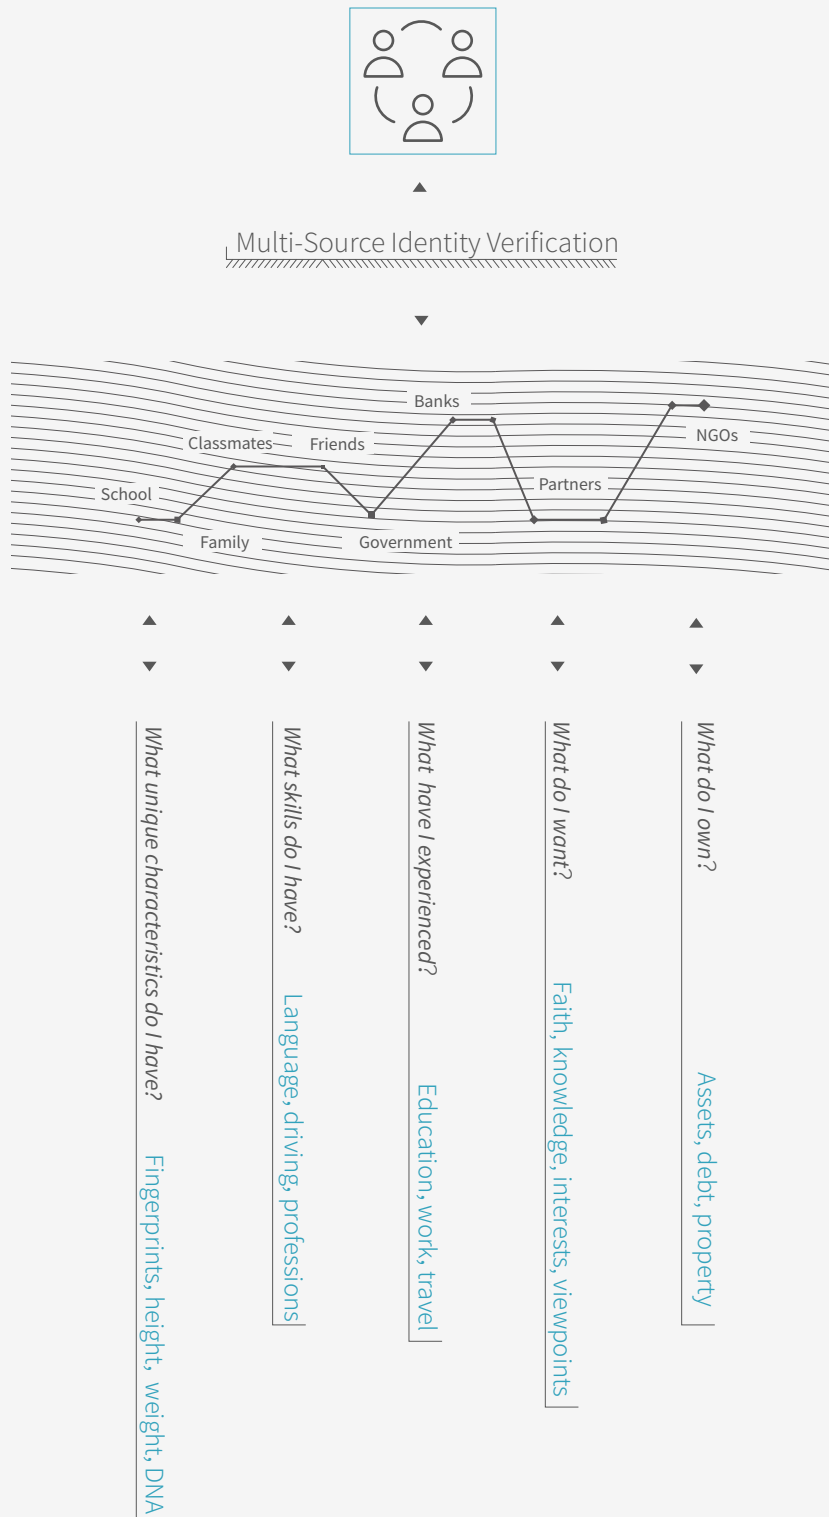 Multi-Source Identity Verification
Banks
NGOs
Classmates
Friends
Partners
School
Family
Government
What unique characteristics do I have? Fingerprints, height, weight, DNA
What skills do I have? Language, driving, professions
What have I experienced? Education, work, travel
What do I want? Faith, knowledge, interests, viewpoints
What do I own? Assets, debt, property